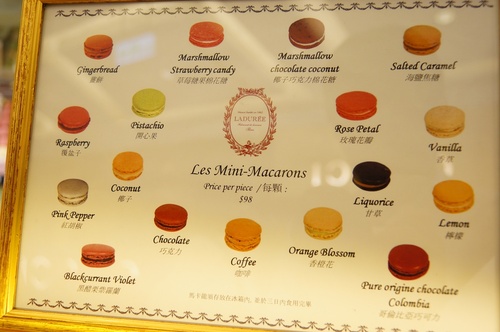 Gingerbread
薑餅
Marshmallow
Strawberry candy
草莓糖果棉花糖
Marshmallow
chocolate coconut
椰子巧克力棉花糖
Salted Caramel
海鹽焦糖
Raspberry
覆盆子
Pistachio
開心果
LADURÉE
Paris
Rose Petal
玫瑰花瓣
Vanilla
香草
Les Mini-Macarons
Price per piece / 每顆 :
$98
Coconut
椰子
Liquorice
甘草
Pink Pepper
紅胡椒
Lemon
檸檬
Chocolate
巧克力
Coffee
咖啡
Orange Blossom
香橙花
Blackcurrant Violet
黑醋栗紫羅蘭
Pure origine chocolate
Colombia
哥倫比亞巧可力